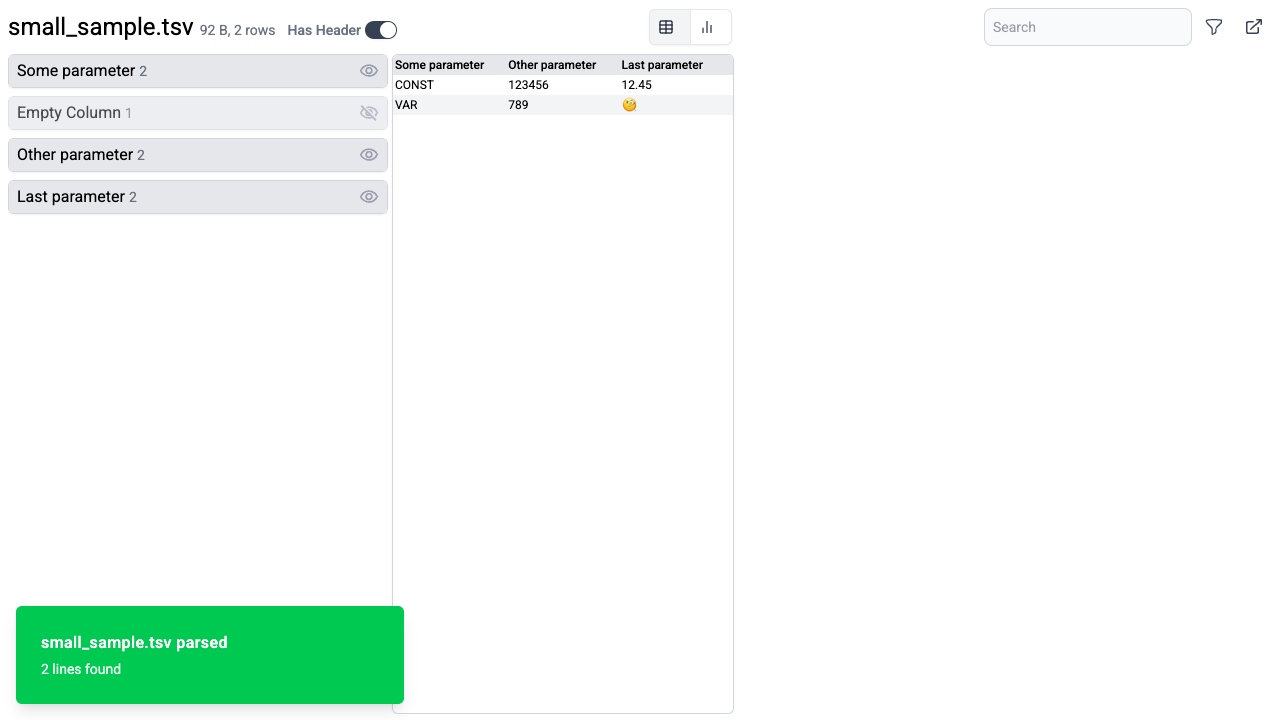 small_sample.tsv 92 B, 2 rows Has Header
Search
Some parameter 2
Empty Column 1
Other parameter 2
Last parameter 2
Some parameter Other parameter Last parameter
CONST 123456 12.45
VAR 789 🧐
small_sample.tsv parsed
2 lines found